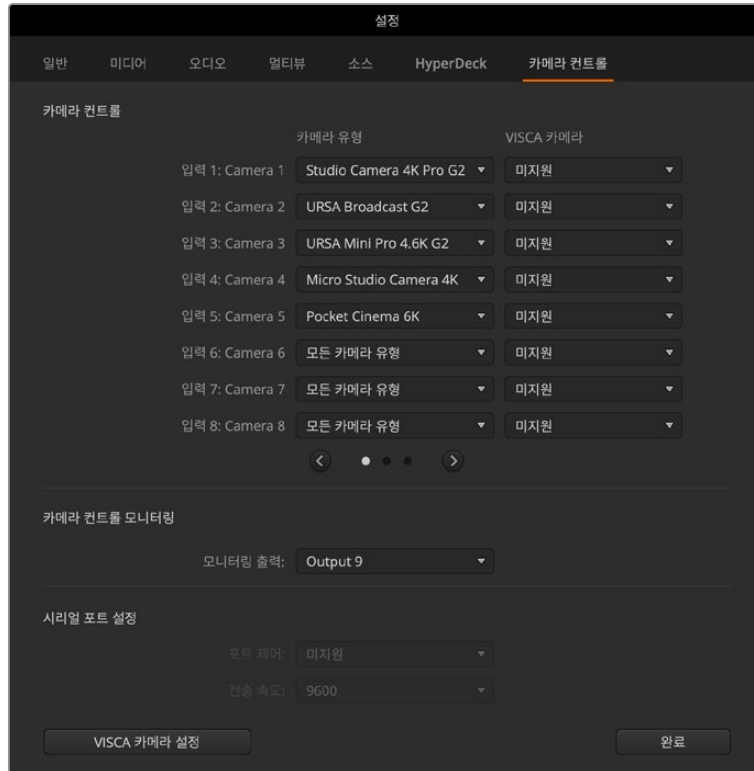 설정
일반 미디어 오디오 멀티뷰 소스 HyperDeck 카메라 컨트롤
카메라 컨트롤
카메라 유형 VISCA 카메라
입력 1: Camera 1 Studio Camera 4K Pro G2 미지원
입력 2: Camera 2 URSA Broadcast G2 미지원
입력 3: Camera 3 URSA Mini Pro 4.6K G2 미지원
입력 4: Camera 4 Micro Studio Camera 4K 미지원
입력 5: Camera 5 Pocket Cinema 6K 미지원
입력 6: Camera 6 모든 카메라 유형 미지원
입력 7: Camera 7 모든 카메라 유형 미지원
입력 8: Camera 8 모든 카메라 유형 미지원
카메라 컨트롤 모니터링
모니터링 출력: Output 9
시리얼 포트 설정
포트 제어: 미지원
전송 속도: 9600
VISCA 카메라 설정 완료